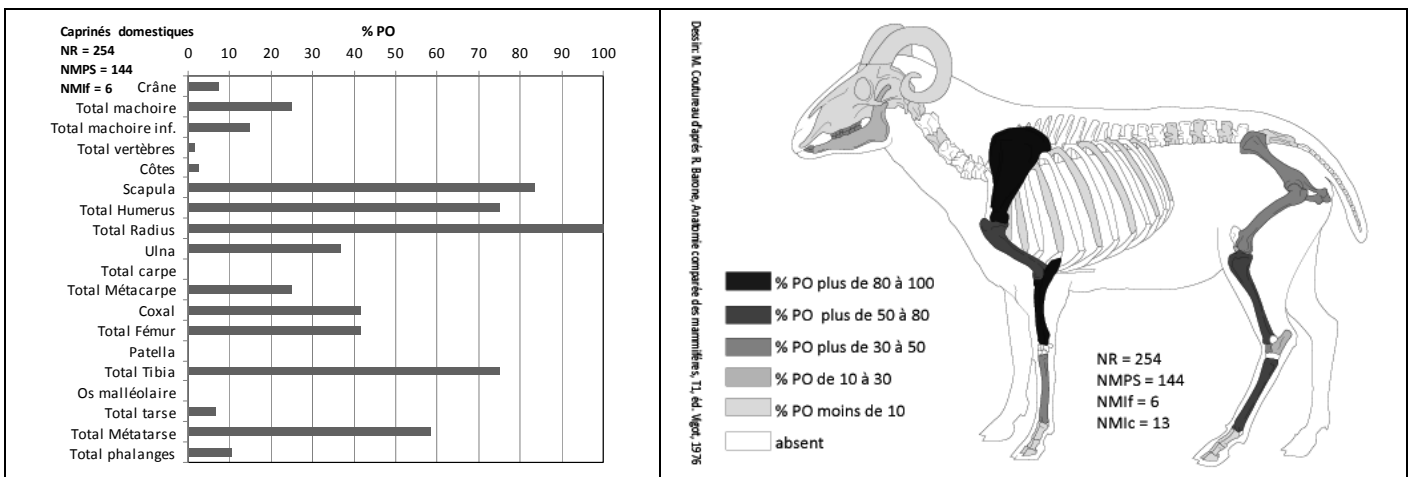 Caprinés domestiques
NR = 254
NMPS = 144
NMIf = 6
% PO
0 10 20 30 40 50 60 70 80 90 100
Crâne
Total machoire
Total machoire inf.
Total vertèbres
Côtes
Scapula
Total Humerus
Total Radius
Ulna
Total carpe
Total Métacarpe
Coxal
Total Fémur
Patella
Total Tibia
Os malléolaire
Total tarse
Total Métatarse
Total phalanges
Dessin: M. Coutureau d'après R. Barone, Anatomie comparée des mammifères, T1, éd. Vigot, 1976
% PO plus de 80 à 100
% PO plus de 50 à 80
% PO plus de 30 à 50
% PO de 10 à 30
% PO moins de 10
absent
NR = 254
NMPS = 144
NMIf = 6
NMIc = 13